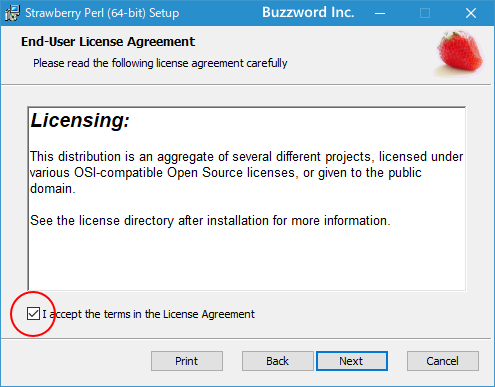 Strawberry Perl (64-bit) Setup Buzzword Inc.
End-User License Agreement
Please read the following license agreement carefully
Licensing:
This distribution is an aggregate of several different projects, licensed under
various OSI-compatible Open Source licenses, or given to the public
domain.
See the license directory after installation for more information.
I accept the terms in the License Agreement
Print Back Next Cancel